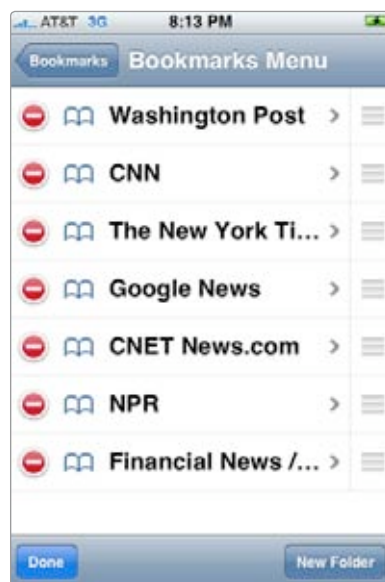 AT&T 3G 8:13 PM
Bookmarks Bookmarks Menu
Washington Post
CNN
The New York Ti...
Google News
CNET News.com
NPR
Financial News /...
Done New Folder